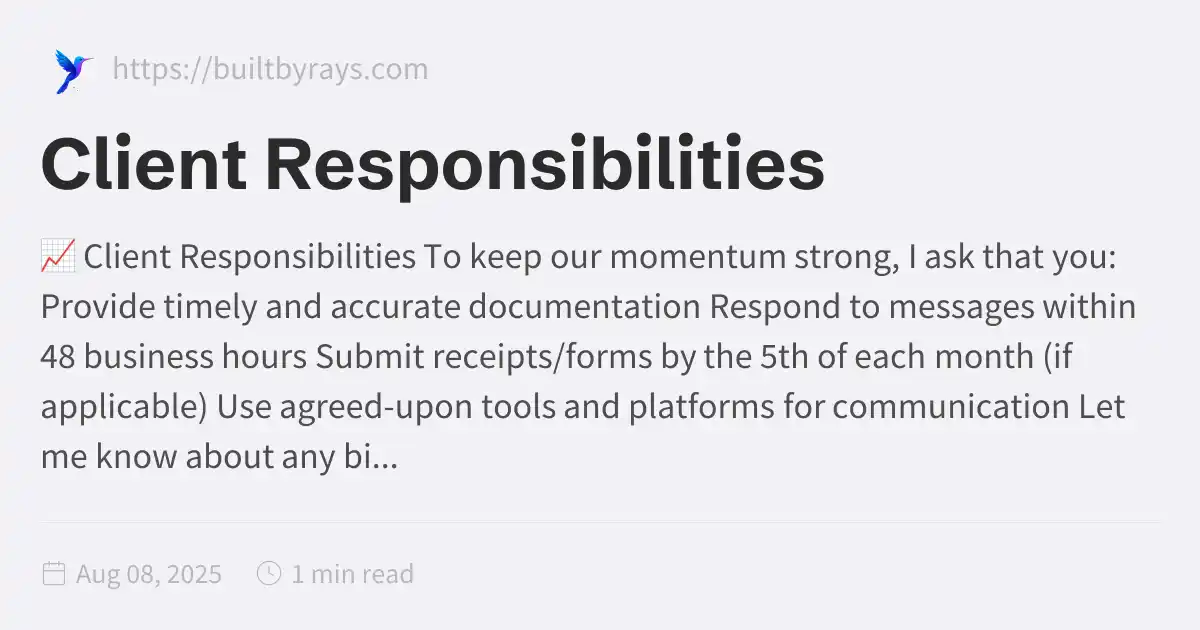 https://builtbyrays.com
Client Responsibilities
📈 Client Responsibilities To keep our momentum strong, I ask that you:
Provide timely and accurate documentation Respond to messages within
48 business hours Submit receipts/forms by the 5th of each month (if
applicable) Use agreed-upon tools and platforms for communication Let
me know about any bi...
Aug 08, 2025 1 min read